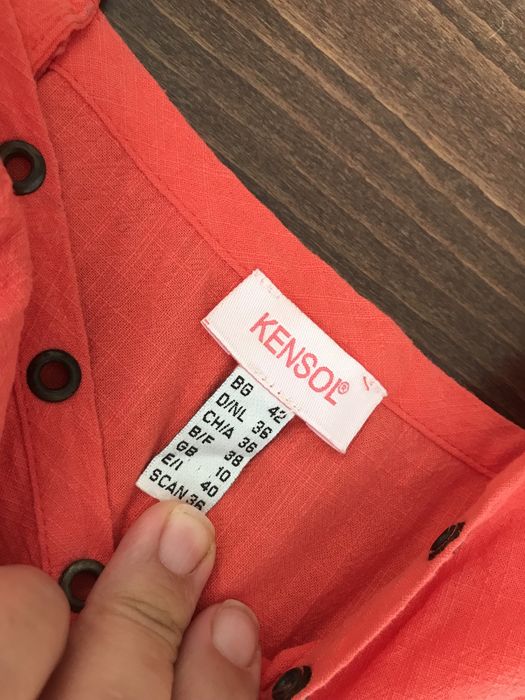 KENSOL®
BG 42
D/NL 36
CH/A 36
B/F 38
GB 10
E/I 40
SCAN 36